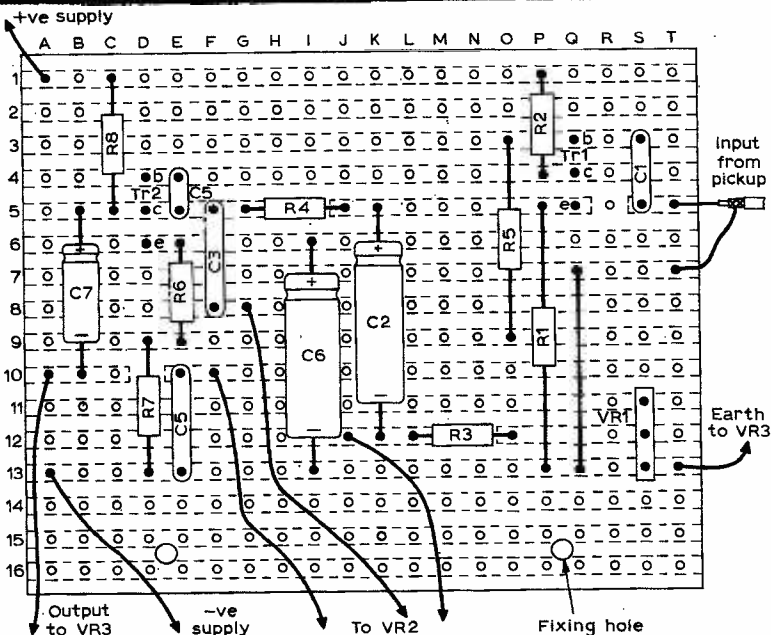 +ve supply
A B C D E F G H I J K L M N O P Q R S T
1
2
3
4
5
6
7
8
9
10
11
12
13
14
15
16
R8
b
Tr2
c
e
C5
R4
C3
R6
+
C7
−
+
C6
+
C2
−
R7
C5
R3
R2
b
Tr1
c
e
C1
R5
R1
VR1
Input
from
pickup
Earth
to VR3
Output
to VR3
-ve
supply
To VR2
Fixing hole